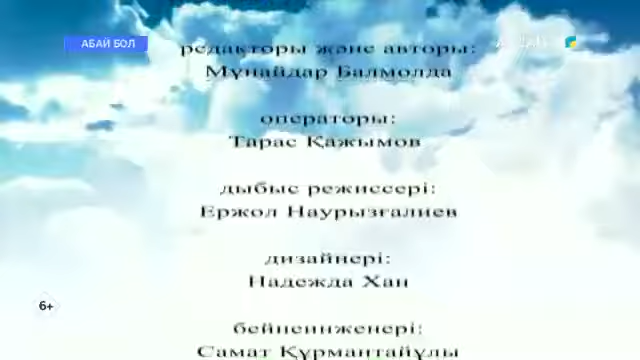 АБАЙ БОЛ
редакторы және авторы:
Мұнайдар Балмолда
операторы:
Тарас Қажымов
дыбыс режиссері:
Ержол Наурызғалиев
дизайнері:
Надежда Хан
6+
бейнеинженері:
Самат Құрмантайұлы